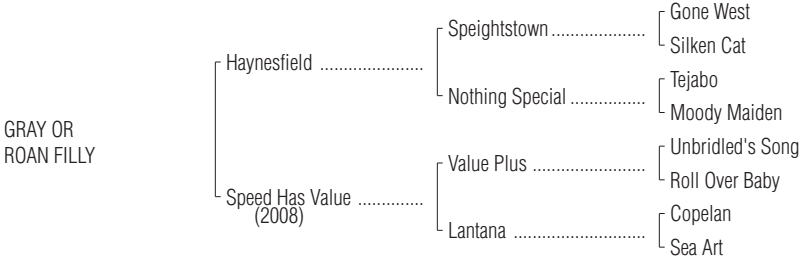 GRAY OR
ROAN FILLY
Haynesfield ......................
Speed Has Value ..............
(2008)
Speightstown ....................
Nothing Special ................
Value Plus ........................
Lantana ............................
Gone West
Silken Cat
Tejabo
Moody Maiden
Unbridled's Song
Roll Over Baby
Copelan
Sea Art